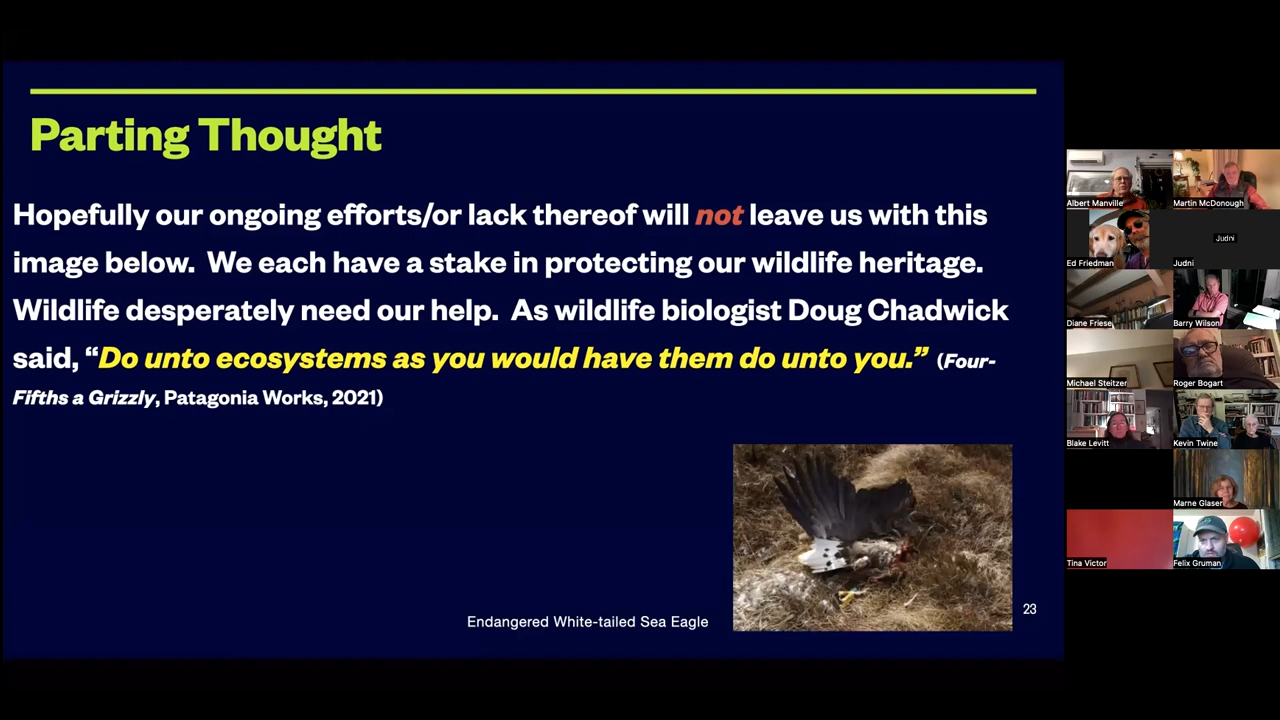 Parting Thought
Hopefully our ongoing efforts/or lack thereof will not leave us with this
image below.  We each have a stake in protecting our wildlife heritage.
Wildlife desperately need our help.  As wildlife biologist Doug Chadwick
said, “Do unto ecosystems as you would have them do unto you.” (Four-
Fifths a Grizzly, Patagonia Works, 2021)
Endangered White-tailed Sea Eagle
23
Albert Manville
Martin McDonough
Ed Friedman
Judni
Judni
Diane Friese
Barry Wilson
Michael Steitzer
Roger Bogart
Blake Levitt
Kevin Twine
Marne Glaser
Tina Victor
Felix Gruman